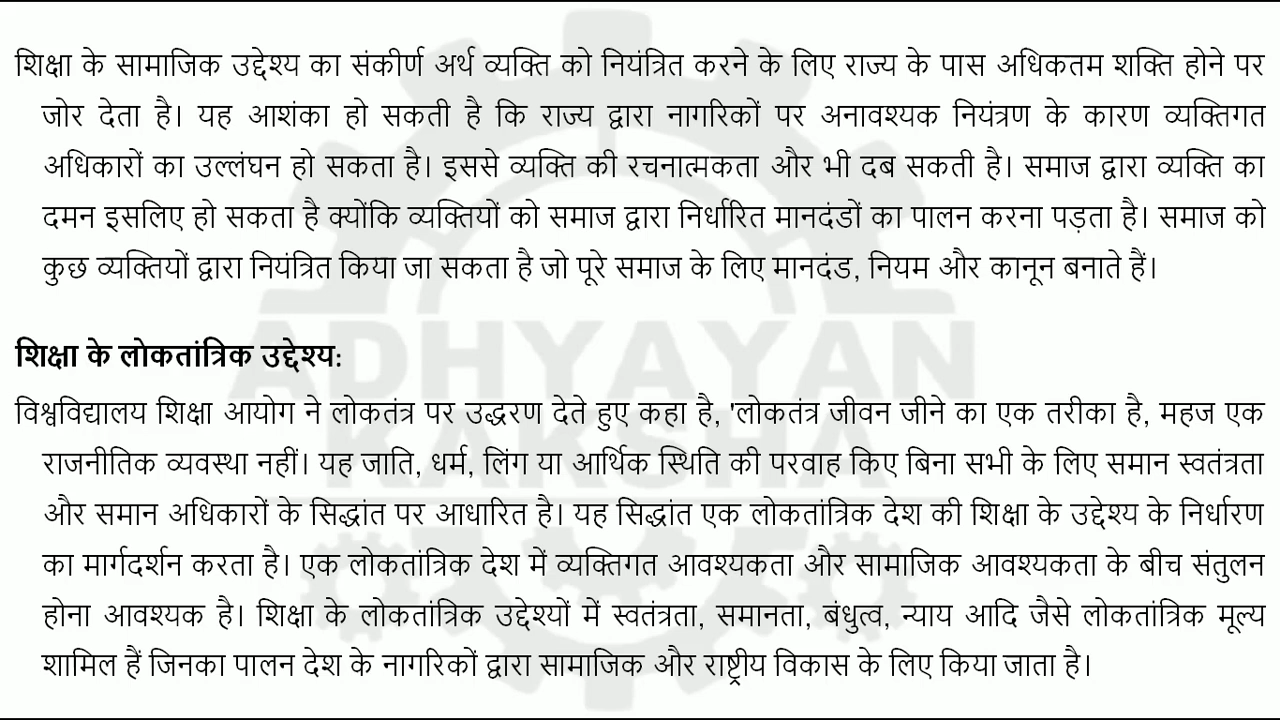 शिक्षा के सामाजिक उद्देश्य का संकीर्ण अर्थ व्यक्ति को नियंत्रित करने के लिए राज्य के पास अधिकतम शक्ति होने पर
जोर देता है। यह आशंका हो सकती है कि राज्य द्वारा नागरिकों पर अनावश्यक नियंत्रण के कारण व्यक्तिगत
अधिकारों का उल्लंघन हो सकता है। इससे व्यक्ति की रचनात्मकता और भी दब सकती है। समाज द्वारा व्यक्ति का
दमन इसलिए हो सकता है क्योंकि व्यक्तियों को समाज द्वारा निर्धारित मानदंडों का पालन करना पड़ता है। समाज को
कुछ व्यक्तियों द्वारा नियंत्रित किया जा सकता है जो पूरे समाज के लिए मानदंड, नियम और कानून बनाते हैं।
शिक्षा के लोकतांत्रिक उद्देश्य:
विश्वविद्यालय शिक्षा आयोग ने लोकतंत्र पर उद्धरण देते हुए कहा है, 'लोकतंत्र जीवन जीने का एक तरीका है, महज एक
राजनीतिक व्यवस्था नहीं। यह जाति, धर्म, लिंग या आर्थिक स्थिति की परवाह किए बिना सभी के लिए समान स्वतंत्रता
और समान अधिकारों के सिद्धांत पर आधारित है। यह सिद्धांत एक लोकतांत्रिक देश की शिक्षा के उद्देश्य के निर्धारण
का मार्गदर्शन करता है। एक लोकतांत्रिक देश में व्यक्तिगत आवश्यकता और सामाजिक आवश्यकता के बीच संतुलन
होना आवश्यक है। शिक्षा के लोकतांत्रिक उद्देश्यों में स्वतंत्रता, समानता, बंधुत्व, न्याय आदि जैसे लोकतांत्रिक मूल्य
शामिल हैं जिनका पालन देश के नागरिकों द्वारा सामाजिक और राष्ट्रीय विकास के लिए किया जाता है।
ADHYAYAN
KAKSHA